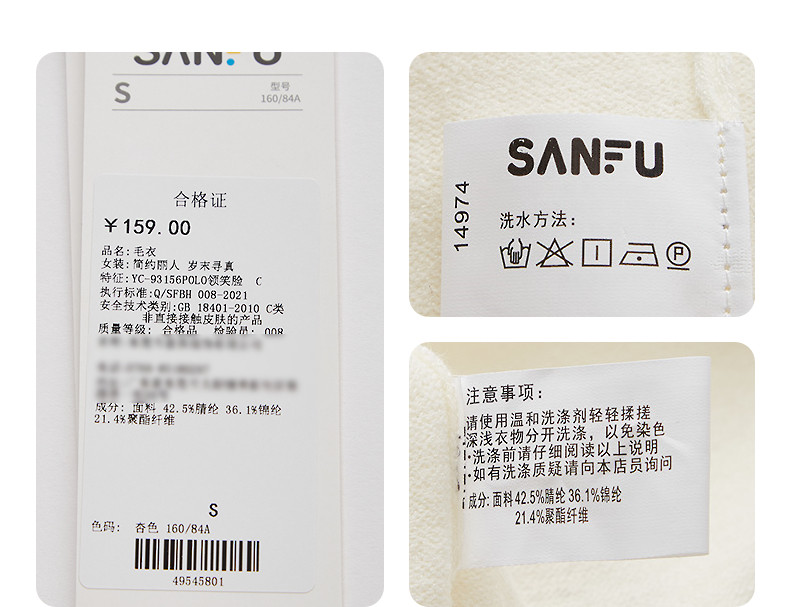 SANFU
S
型号
160/84A
合格证
￥159.00
品名:毛衣
女装:简约丽人 岁末寻真
特征:YC-93156POLO领笑脸 C
执行标准:Q/SFBH 008-2021
安全技术类别:GB 18401-2010 C类
非直接接触皮肤的产品
质量等级: 合格品 检验员: 008
成分: 面料 42.5%腈纶 36.1%锦纶
21.4%聚酯纤维
S
色码: 杏色 160/84A
49545801
SANFU
14974
洗水方法:
P
注意事项:
请使用温和洗涤剂轻轻揉搓
深浅衣物分开洗涤，以免染色
·洗涤前请仔细阅读以上说明
·如有洗涤质疑请向本店员询问
成分: 面料42.5%腈纶 36.1%锦纶
21.4%聚酯纤维